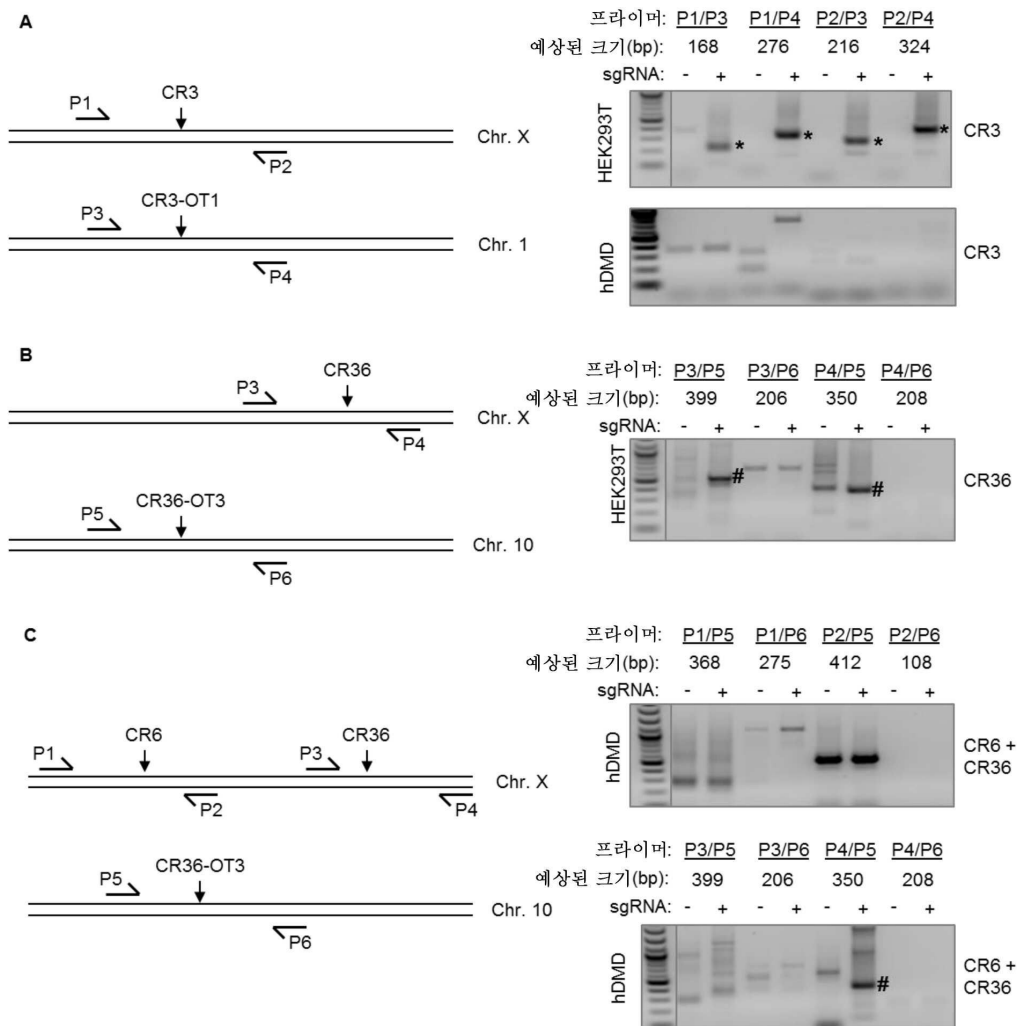 A
프라이머: P1/P3 P1/P4 P2/P3 P2/P4
예상된 크기(bp): 168 276 216 324
sgRNA: - + - + - + - +
P1
CR3
Chr. X
P2
P3
CR3-OT1
Chr. 1
P4
HEK293T
* * * *
CR3
hDMD
CR3
B
프라이머: P3/P5 P3/P6 P4/P5 P4/P6
예상된 크기(bp): 399 206 350 208
sgRNA: - + - + - + - +
P3
CR36
Chr. X
P4
P5
CR36-OT3
Chr. 10
P6
HEK293T
# #
CR36
C
프라이머: P1/P5 P1/P6 P2/P5 P2/P6
예상된 크기(bp): 368 275 412 108
sgRNA: - + - + - + - +
P1
CR6
P3
CR36
Chr. X
P2
P4
P5
CR36-OT3
Chr. 10
P6
hDMD
CR6 +
CR36
프라이머: P3/P5 P3/P6 P4/P5 P4/P6
예상된 크기(bp): 399 206 350 208
sgRNA: - + - + - + - +
hDMD
#
CR6 +
CR36